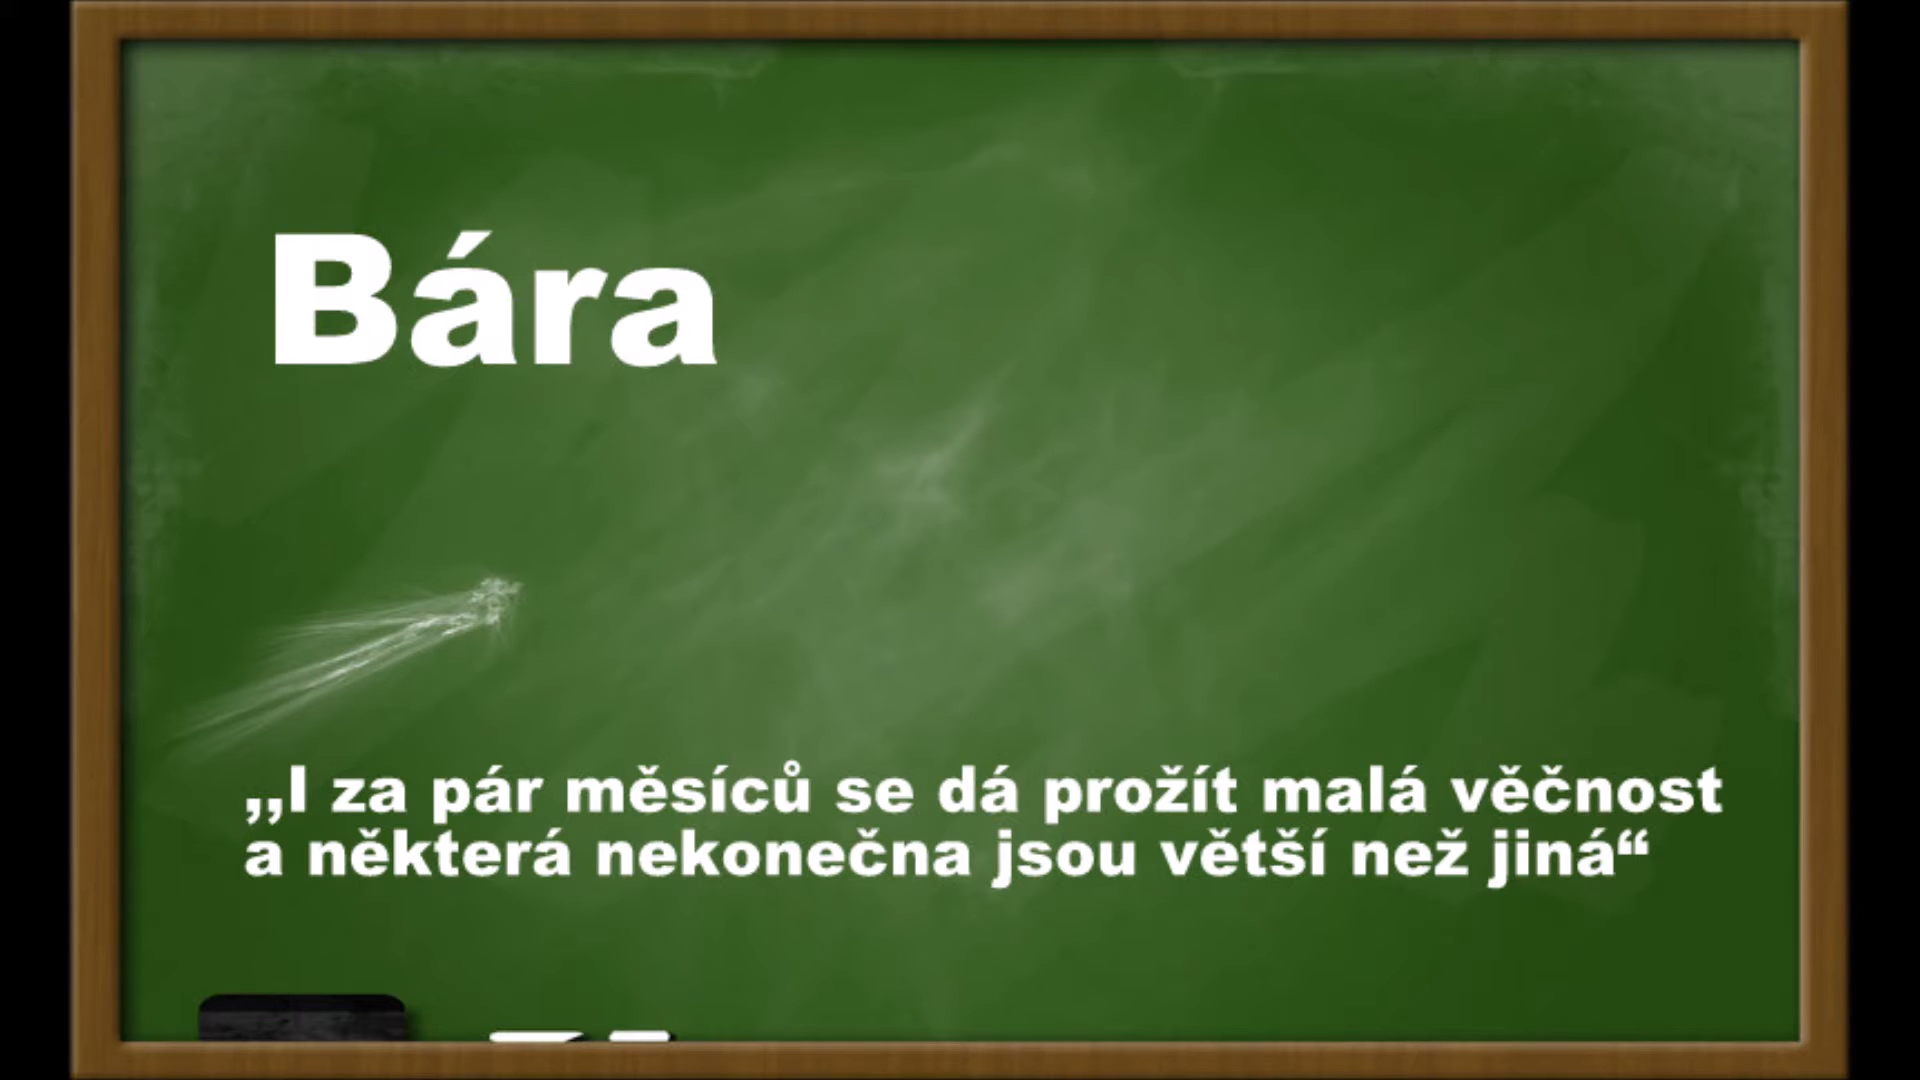 Bára
,,I za pár měsíců se dá prožít malá věčnost
a některá nekonečna jsou větší než jiná“